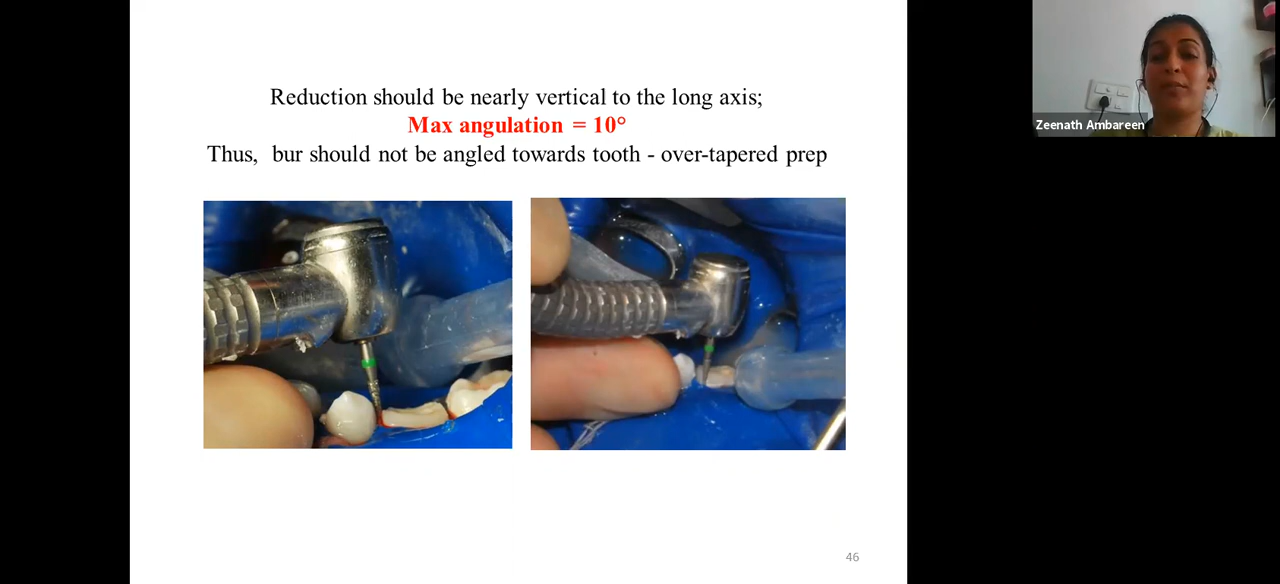 Reduction should be nearly vertical to the long axis;
Max angulation = 10°
Thus, bur should not be angled towards tooth - over-tapered prep
Zeenath Ambareen
46